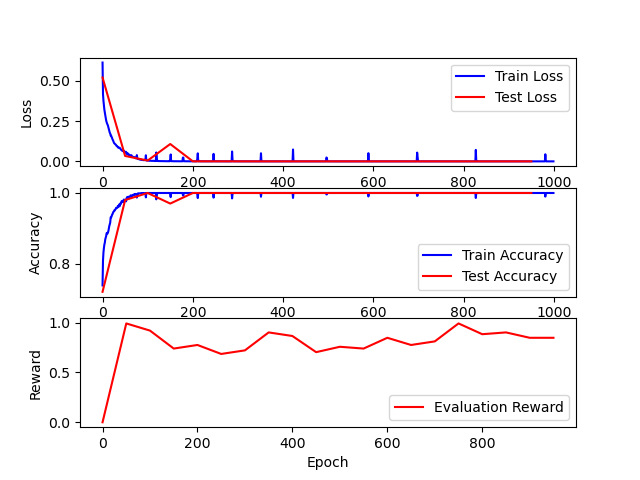 0.50
0.25
0.00
Loss
Train Loss
Test Loss
0 200 400 600 800 1000
1.0
0.8
Accuracy
Train Accuracy
Test Accuracy
0 200 400 600 800 1000
1.0
0.5
0.0
Reward
Evaluation Reward
0 200 400 600 800
Epoch